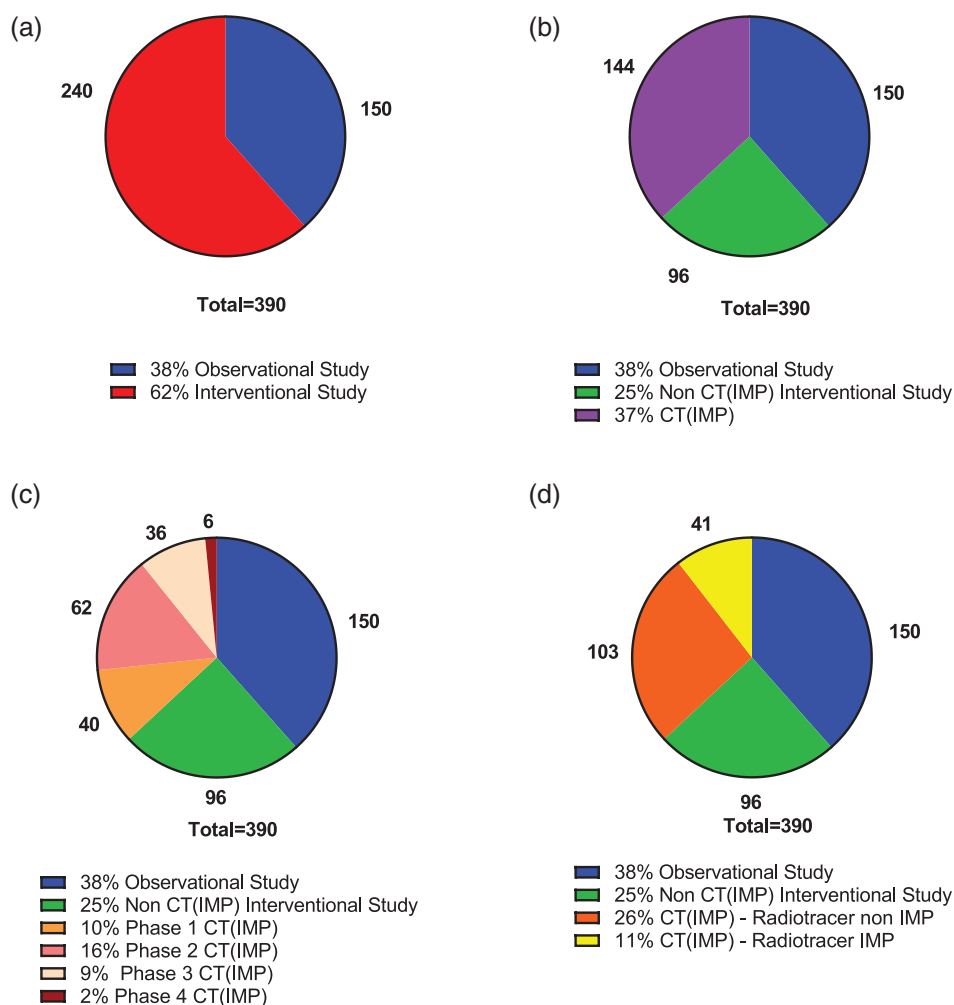 (a)
240
150
Total=390
38% Observational Study
62% Interventional Study
(b)
144
150
96
Total=390
38% Observational Study
25% Non CT(IMP) Interventional Study
37% CT(IMP)
(c)
6
36
62
150
40
96
Total=390
38% Observational Study
25% Non CT(IMP) Interventional Study
10% Phase 1 CT(IMP)
16% Phase 2 CT(IMP)
9%  Phase 3 CT(IMP)
2% Phase 4 CT(IMP)
(d)
41
150
103
96
Total=390
38% Observational Study
25% Non CT(IMP) Interventional Study
26% CT(IMP) - Radiotracer non IMP
11% CT(IMP) - Radiotracer IMP